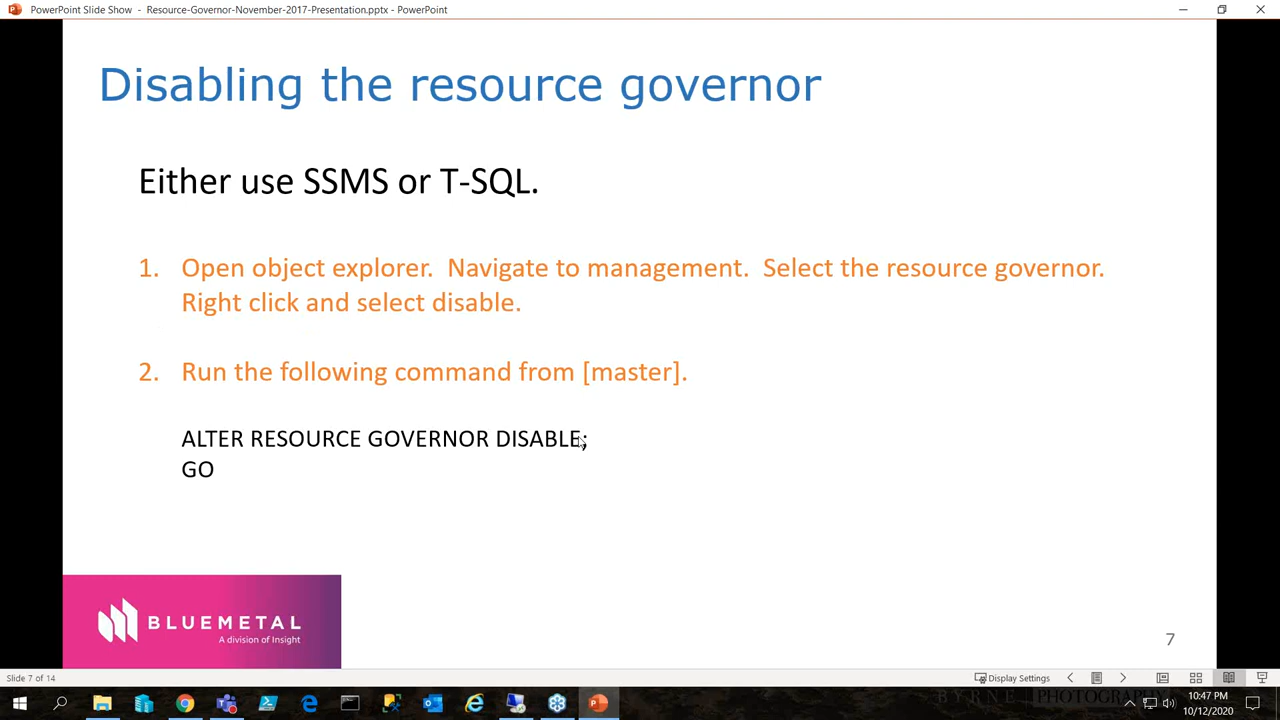 PowerPoint Slide Show - Resource-Governor-November-2017-Presentation.pptx - PowerPoint
Disabling the resource governor
Either use SSMS or T-SQL.
1. Open object explorer. Navigate to management. Select the resource governor.
Right click and select disable.
2. Run the following command from [master].
ALTER RESOURCE GOVERNOR DISABLE;
GO
BLUEMETAL
A division of Insight
7
Slide 7 of 14
Display Settings
BYRNE PHOTOGRAPHY
10:47 PM
10/12/2020